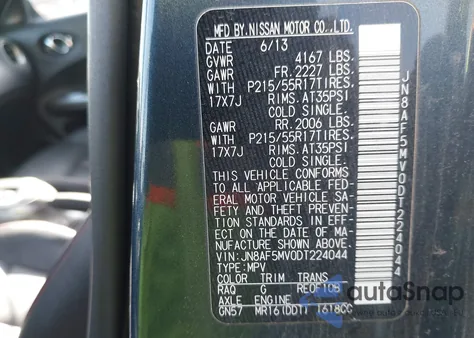 MFD BY. NISSAN MOTOR CO., LTD.
DATE 6/13
GVWR 4167 LBS.
GAWR FR. 2227 LBS.
WITH P215/55R17TIRES.
17X7J RIMS. AT35PSI
COLD SINGLE.
GAWR RR. 2006 LBS.
WITH P215/55R17TIRES.
17X7J RIMS. AT35PSI
COLD SINGLE.
THIS VEHICLE CONFORMS
TO ALL APPLICABLE FED-
ERAL MOTOR VEHICLE SA-
FETY AND THEFT PREVEN-
TION STANDARDS IN EFF-
ECT ON THE DATE OF MA-
NUFACTURE SHOWN ABOVE.
VIN: JN8AF5MV0DT224044
TYPE: MPV
COLOR TRIM TRANS
RAQ G RE0F10B
AXLE ENGINE
GN57 MR16(DDT) 1618CC
JN8AF5MV0DT224044
autoSnap